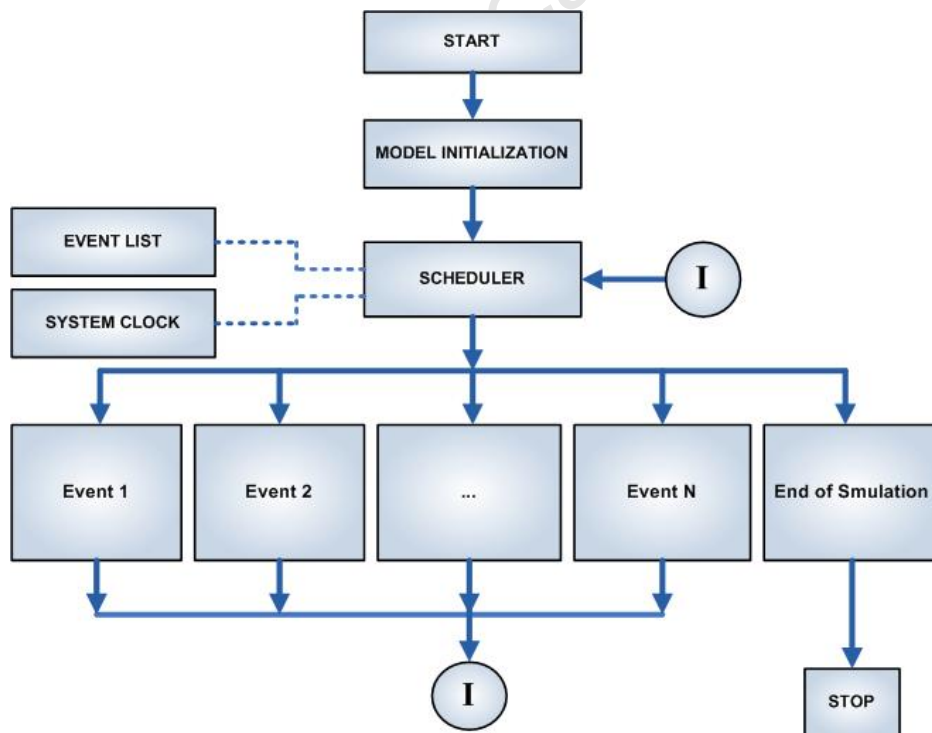 START
MODEL INITIALIZATION
EVENT LIST
SCHEDULER
I
SYSTEM CLOCK
Event 1
Event 2
...
Event N
End of Smulation
I
STOP